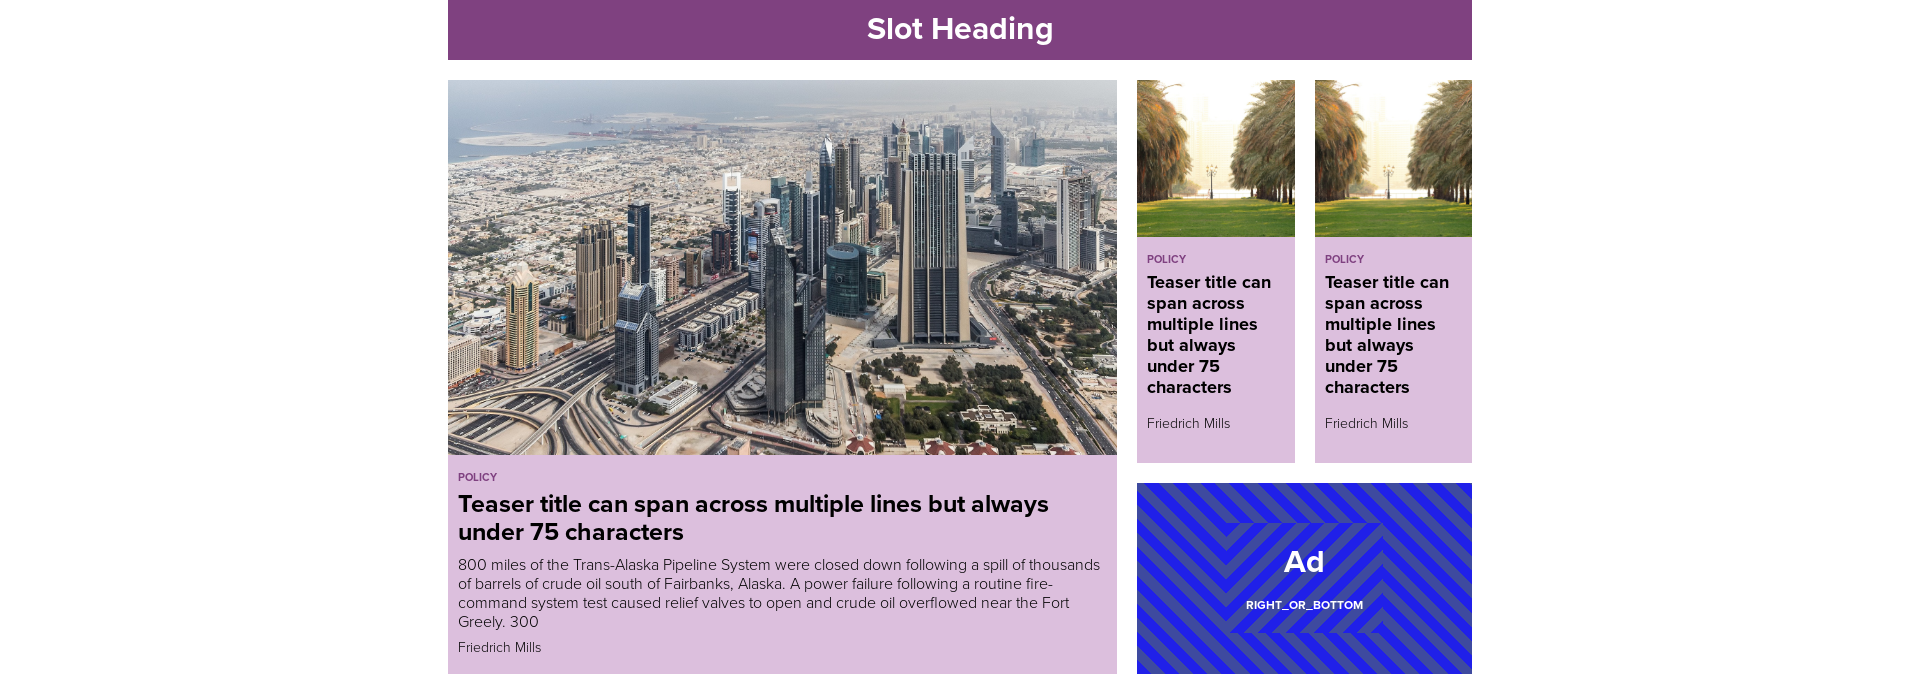 Slot Heading
POLICY
Teaser title can span across multiple lines but always
under 75 characters
800 miles of the Trans-Alaska Pipeline System were closed down following a spill of thousands
of barrels of crude oil south of Fairbanks, Alaska. A power failure following a routine fire-
command system test caused relief valves to open and crude oil overflowed near the Fort
Greely. 300
Friedrich Mills
POLICY
Teaser title can
span across
multiple lines
but always
under 75
characters
Friedrich Mills
POLICY
Teaser title can
span across
multiple lines
but always
under 75
characters
Friedrich Mills
Ad
RIGHT_OR_BOTTOM